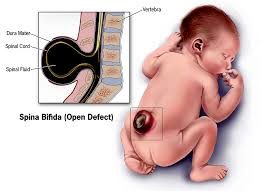 Vertebra
Dura Mater
Spinal Cord
Spinal Fluid
Spina Bifida (Open Defect)